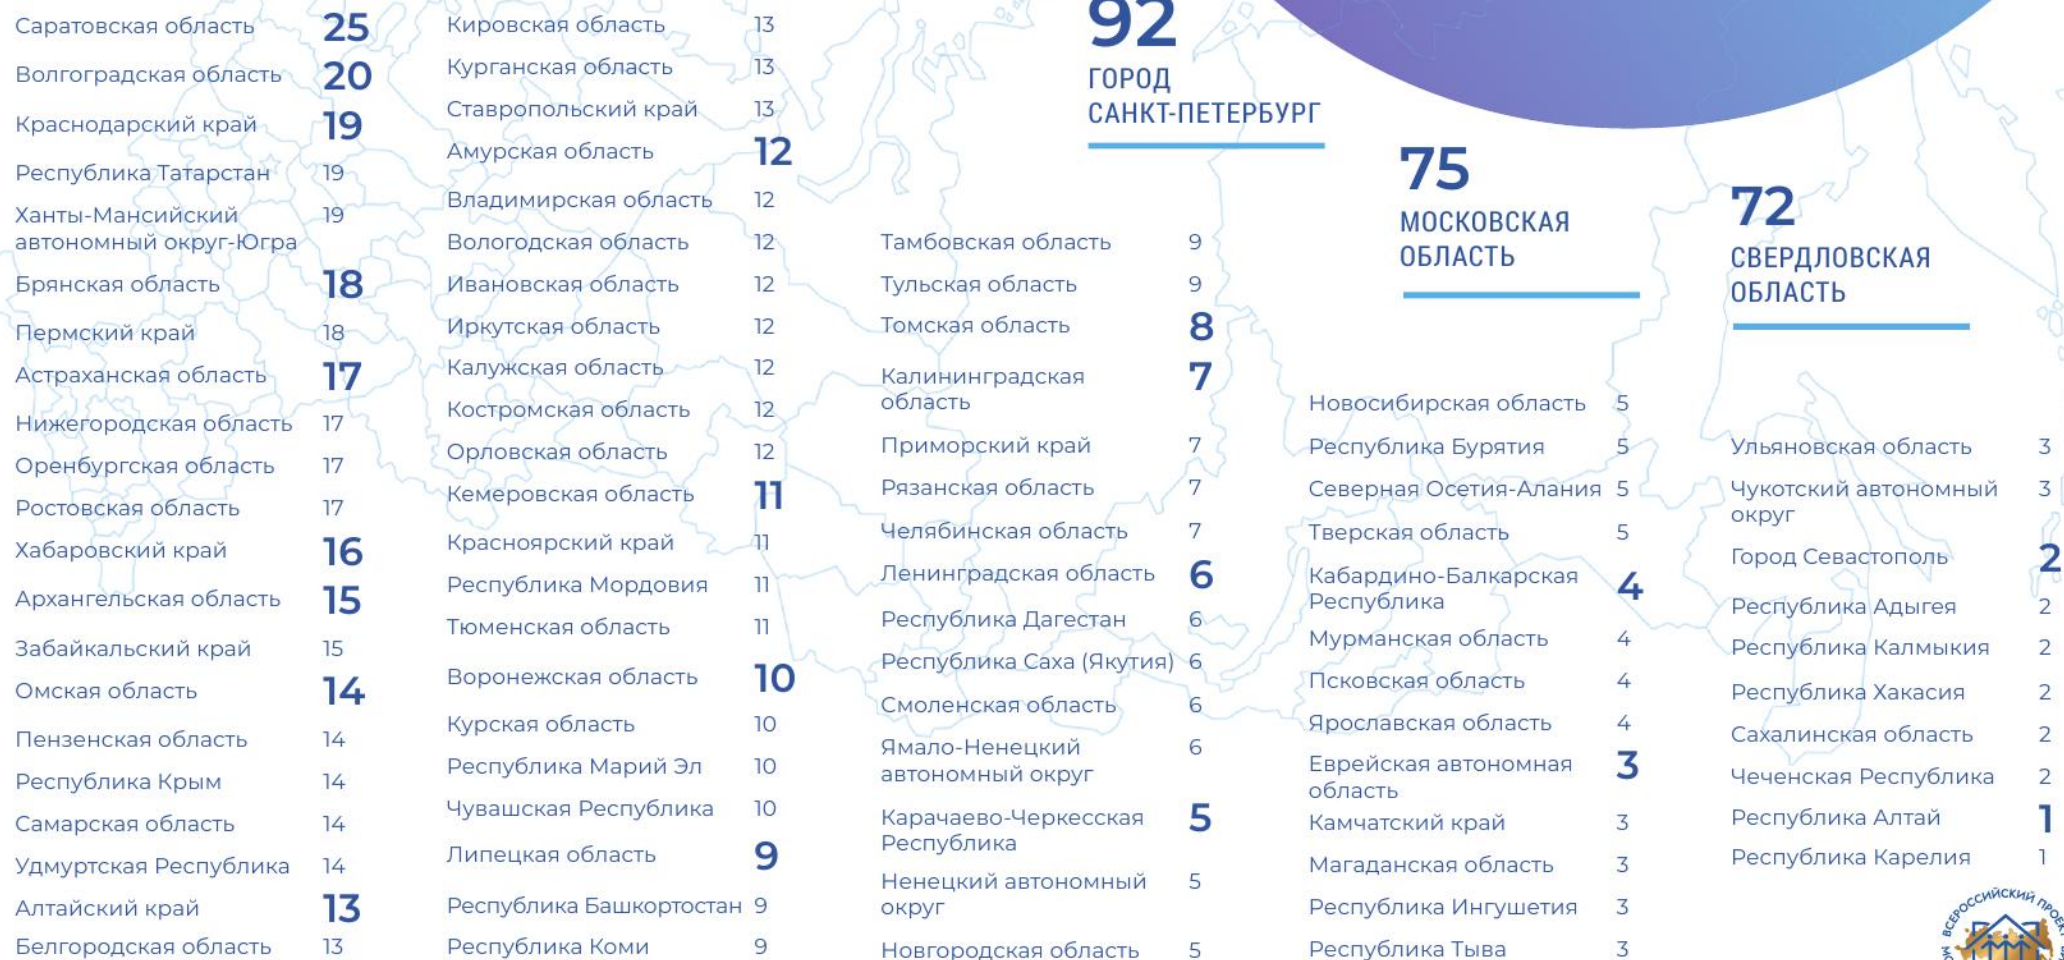 Саратовская область 25
Волгоградская область 20
Краснодарский край 19
Республика Татарстан 19
Ханты-Мансийский 19
автономный округ-Югра
Брянская область 18
Пермский край 18
Астраханская область 17
Нижегородская область 17
Оренбургская область 17
Ростовская область 17
Хабаровский край 16
Архангельская область 15
Забайкальский край 15
Омская область 14
Пензенская область 14
Республика Крым 14
Самарская область 14
Удмуртская Республика 14
Алтайский край 13
Белгородская область 13
Кировская область 13
Курганская область 13
Ставропольский край 13
Амурская область 12
Владимирская область 12
Вологодская область 12
Ивановская область 12
Иркутская область 12
Калужская область 12
Костромская область 12
Орловская область 12
Кемеровская область 11
Красноярский край 11
Республика Мордовия 11
Тюменская область 11
Воронежская область 10
Курская область 10
Республика Марий Эл 10
Чувашская Республика 10
Липецкая область 9
Республика Башкортостан 9
Республика Коми 9
92
ГОРОД
САНКТ-ПЕТЕРБУРГ
Тамбовская область 9
Тульская область 9
Томская область 8
Калининградская 7
область
Приморский край 7
Рязанская область 7
Челябинская область 7
Ленинградская область 6
Республика Дагестан 6
Республика Саха (Якутия) 6
Смоленская область 6
Ямало-Ненецкий 6
автономный округ
Карачаево-Черкесская 5
Республика
Ненецкий автономный 5
округ
Новгородская область 5
75
МОСКОВСКАЯ
ОБЛАСТЬ
Новосибирская область 5
Республика Бурятия 5
Северная Осетия-Алания 5
Тверская область 5
Кабардино-Балкарская 4
Республика
Мурманская область 4
Псковская область 4
Ярославская область 4
Еврейская автономная 3
область
Камчатский край 3
Магаданская область 3
Республика Ингушетия 3
Республика Тыва 3
72
СВЕРДЛОВСКАЯ
ОБЛАСТЬ
Ульяновская область 3
Чукотский автономный 3
округ
Город Севастополь 2
Республика Адыгея 2
Республика Калмыкия 2
Республика Хакасия 2
Сахалинская область 2
Чеченская Республика 2
Республика Алтай 1
Республика Карелия 1
ВСЕРОССИЙСКИЙ